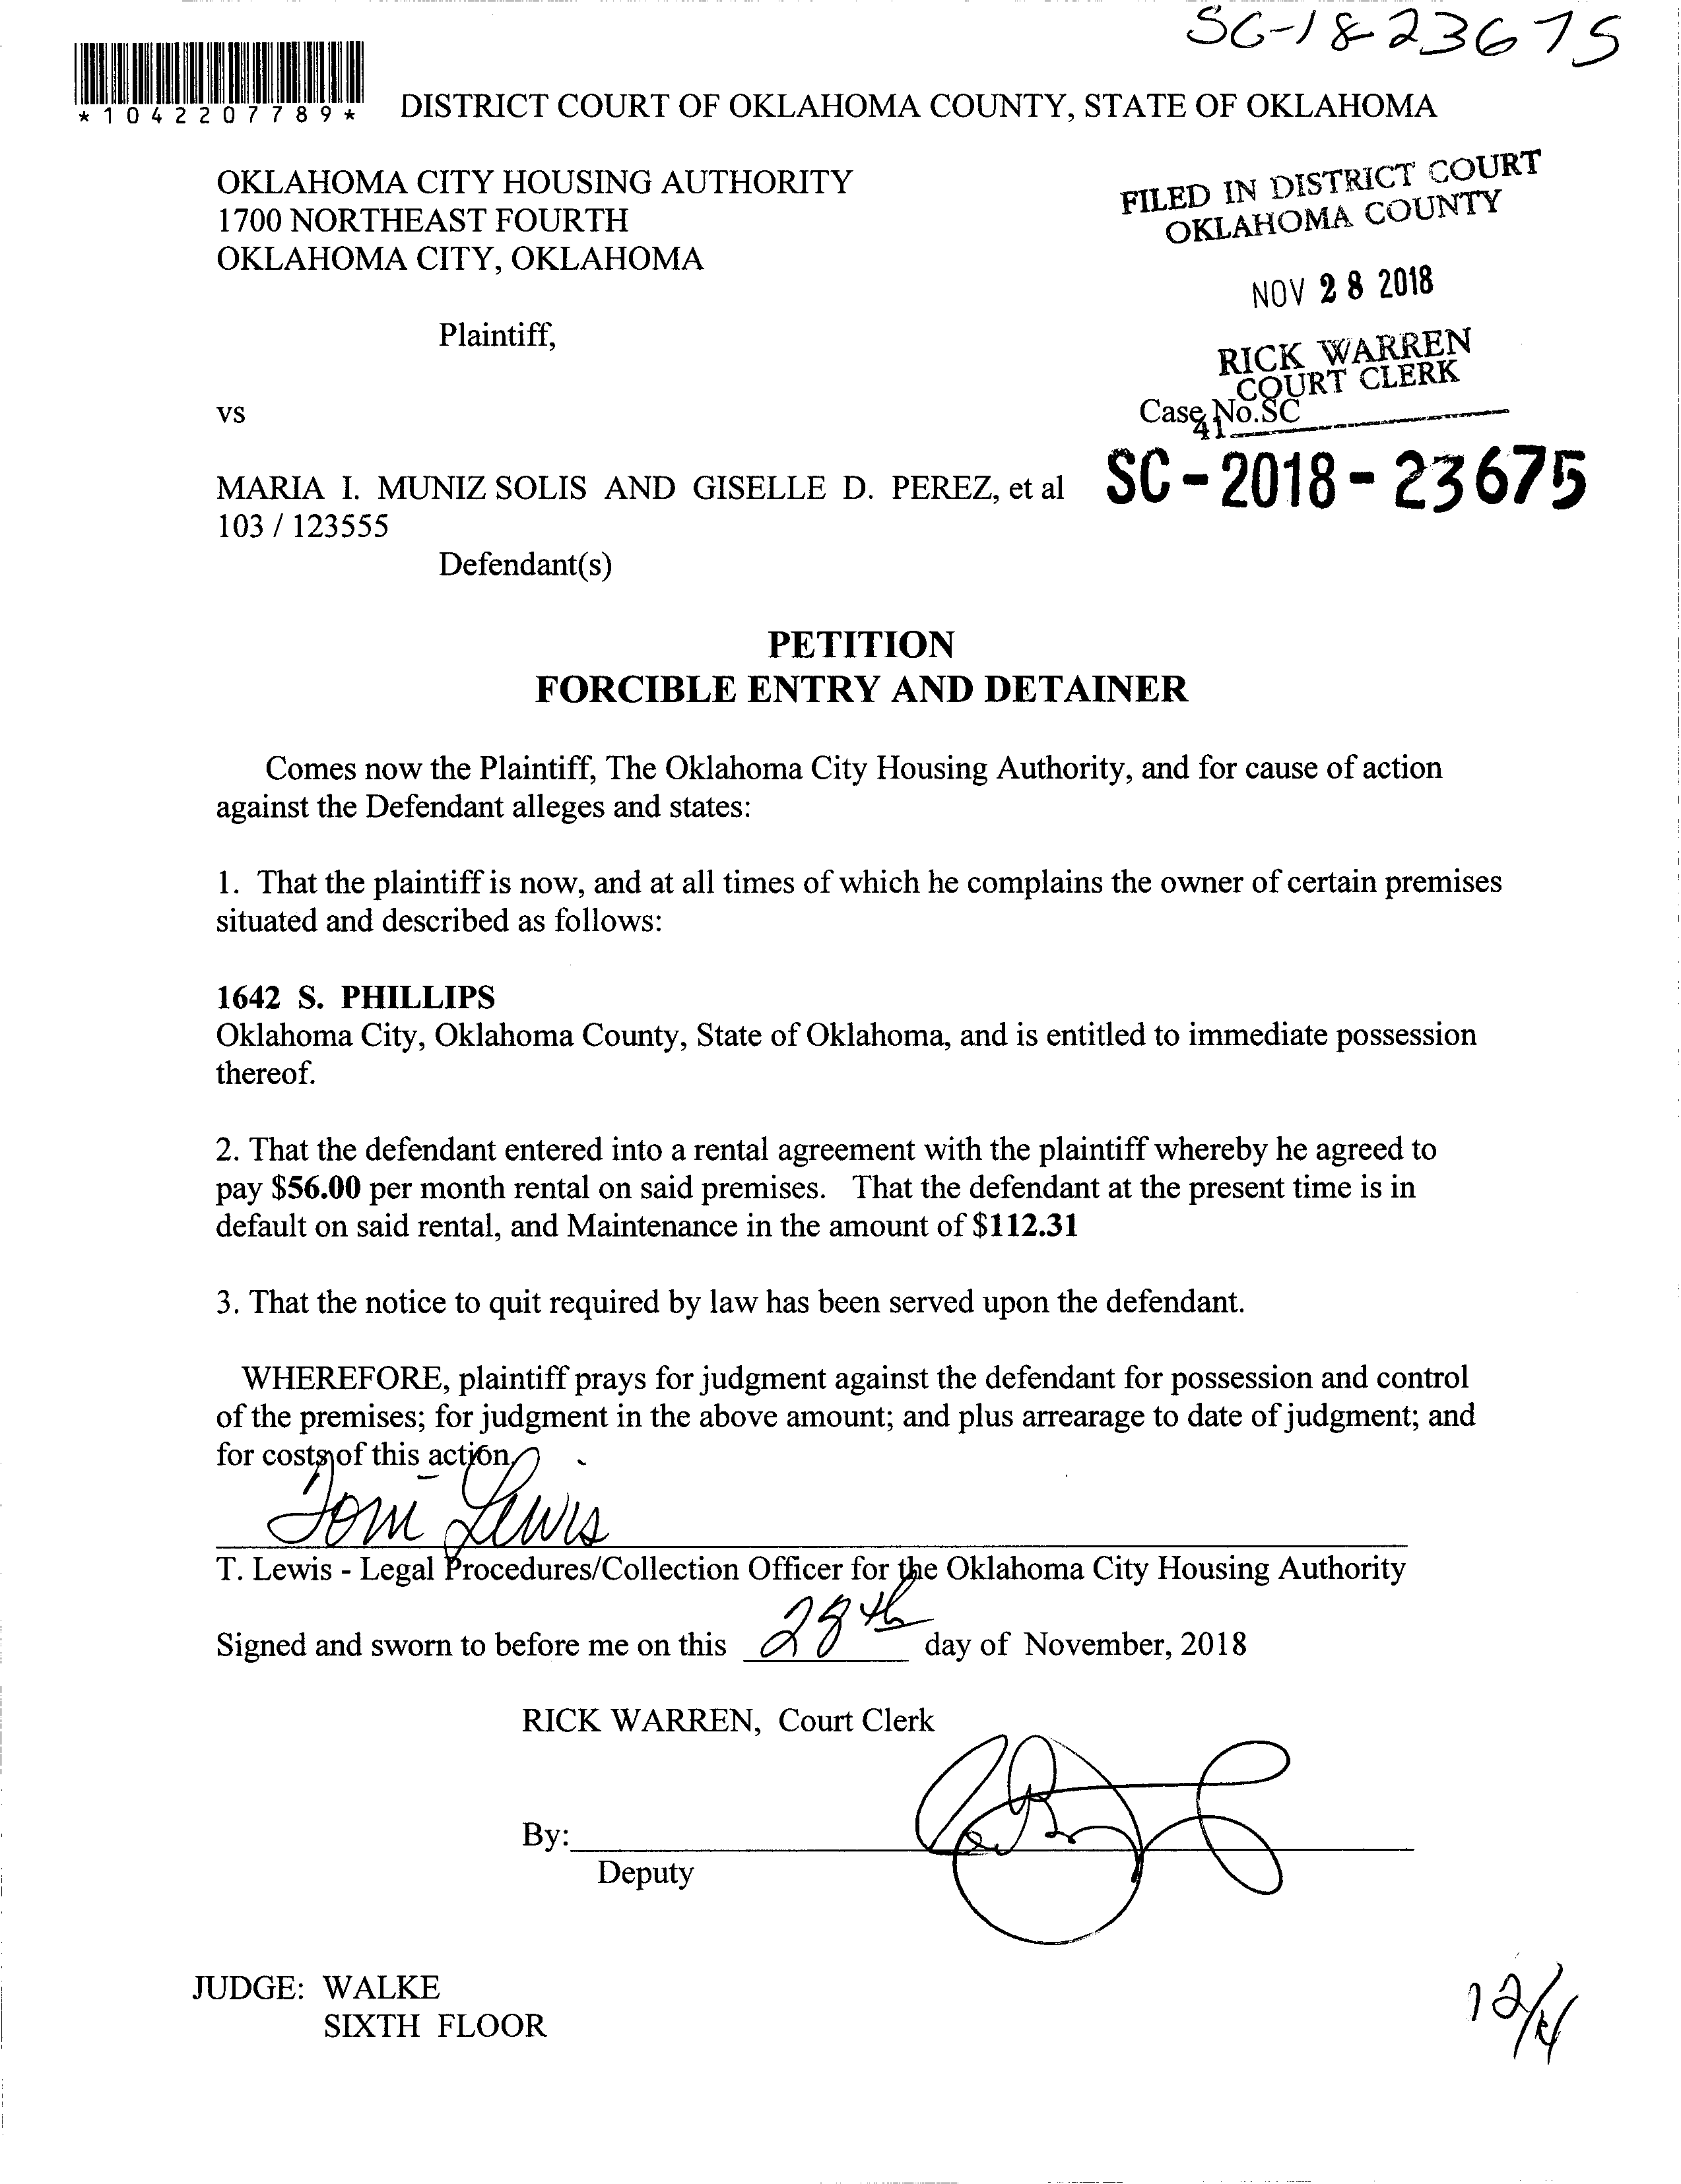 SC-18-23675
*1042207789*
DISTRICT COURT OF OKLAHOMA COUNTY, STATE OF OKLAHOMA
OKLAHOMA CITY HOUSING AUTHORITY
1700 NORTHEAST FOURTH
OKLAHOMA CITY, OKLAHOMA
FILED IN DISTRICT COURT
OKLAHOMA COUNTY
NOV 28 2018
Plaintiff,
RICK WARREN
COURT CLERK
vs
Case No.SC
41
MARIA I. MUNIZ SOLIS AND GISELLE D. PEREZ, et al
SC-2018-23675
103 / 123555
Defendant(s)
PETITION
FORCIBLE ENTRY AND DETAINER
Comes now the Plaintiff, The Oklahoma City Housing Authority, and for cause of action
against the Defendant alleges and states:
1. That the plaintiff is now, and at all times of which he complains the owner of certain premises
situated and described as follows:
1642 S. PHILLIPS
Oklahoma City, Oklahoma County, State of Oklahoma, and is entitled to immediate possession
thereof.
2. That the defendant entered into a rental agreement with the plaintiff whereby he agreed to
pay $56.00 per month rental on said premises. That the defendant at the present time is in
default on said rental, and Maintenance in the amount of $112.31
3. That the notice to quit required by law has been served upon the defendant.
WHEREFORE, plaintiff prays for judgment against the defendant for possession and control
of the premises; for judgment in the above amount; and plus arrearage to date of judgment; and
for costs of this action.
Toni Lewis
T. Lewis - Legal Procedures/Collection Officer for the Oklahoma City Housing Authority
Signed and sworn to before me on this 28th day of November, 2018
RICK WARREN, Court Clerk
By:
Deputy
JUDGE: WALKE
SIXTH FLOOR